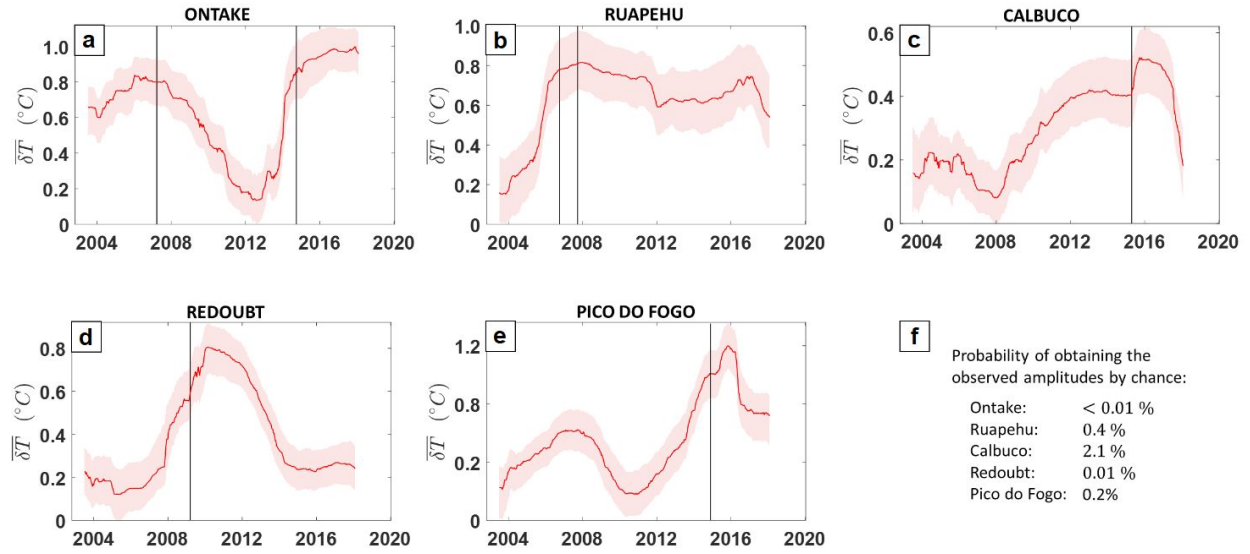 ONTAKE
a
1.0
0.8
0.6
0.4
0.2
0
δT (°C)
2004 2008 2012 2016 2020
RUAPEHU
b
1.0
0.8
0.6
0.4
0.2
0
δT (°C)
2004 2008 2012 2016 2020
CALBUCO
c
0.6
0.4
0.2
0
δT (°C)
2004 2008 2012 2016 2020
REDOUBT
d
0.8
0.6
0.4
0.2
0
δT (°C)
2004 2008 2012 2016 2020
PICO DO FOGO
e
1.2
0.8
0.2
0
δT (°C)
2004 2008 2012 2016 2020
f
Probability of obtaining the
observed amplitudes by chance:
Ontake: < 0.01 %
Ruapehu: 0.4 %
Calbuco: 2.1 %
Redoubt: 0.01 %
Pico do Fogo: 0.2%